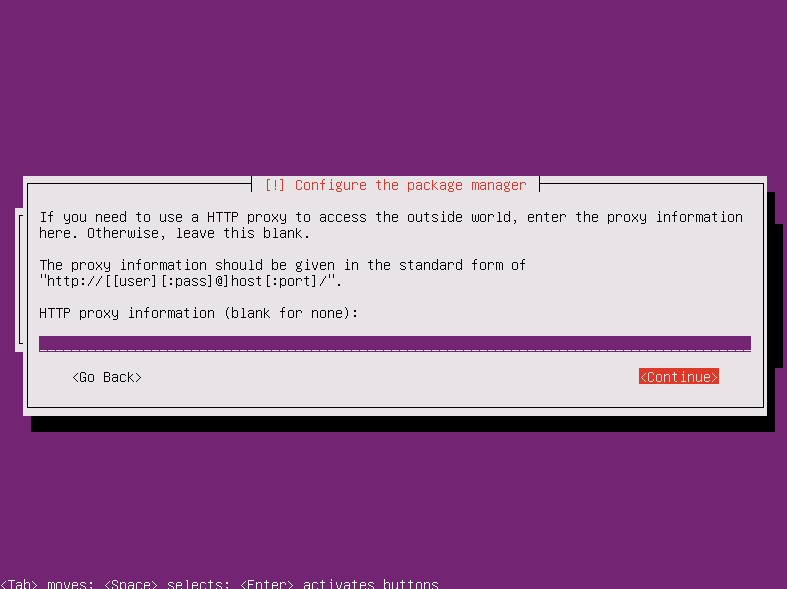 [!] Configure the package manager
If you need to use a HTTP proxy to access the outside world, enter the proxy information
here. Otherwise, leave this blank.
The proxy information should be given in the standard form of
"http://[[user][:pass]@]host[:port]/".
HTTP proxy information (blank for none):
<Go Back> <Continue>
<Tab> moves; <Space> selects; <Enter> activates buttons